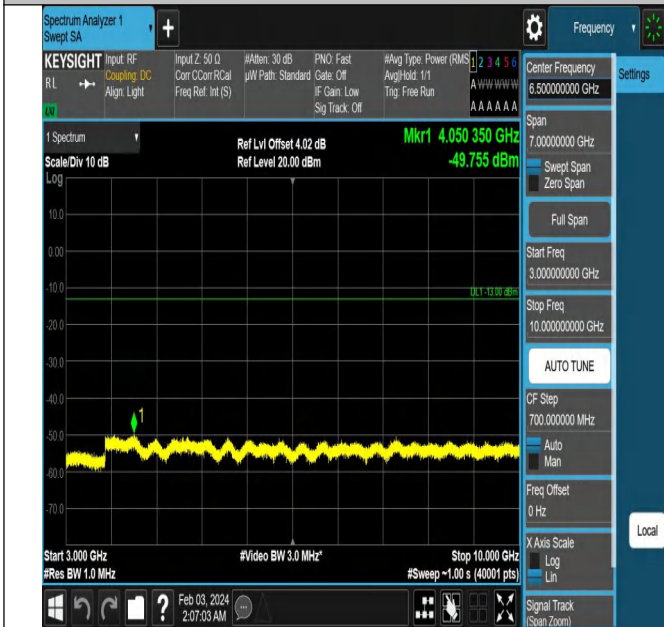 Spectrum Analyzer 1
Swept SA
+
Frequency
KEYSIGHT
RL
LXI
Input: RF
Coupling: DC
Align: Light
Input Z: 50 Ω
Corr CCorr RCal
Freq Ref: Int (S)
#Atten: 30 dB
µW Path: Standard
PNO: Fast
Gate: Off
IF Gain: Low
Sig Track: Off
#Avg Type: Power (RMS
Avg|Hold: 1/1
Trig: Free Run
1 2 3 4 5 6
A W W W W W
A A A A A A
1 Spectrum
Scale/Div 10 dB
Log
Ref Lvl Offset 4.02 dB
Ref Level 20.00 dBm
Mkr1 4.050 350 GHz
-49.755 dBm
10.0
0.00
-10.0
DL1 -13.00 dBm
-20.0
-30.0
-40.0
1
-50.0
-60.0
-70.0
Start 3.000 GHz
#Res BW 1.0 MHz
#Video BW 3.0 MHz*
Stop 10.000 GHz
#Sweep ~1.00 s (40001 pts)
?
Feb 03, 2024
2:07:03 AM
Center Frequency
6.500000000 GHz
Settings
Span
7.00000000 GHz
Swept Span
Zero Span
Full Span
Start Freq
3.000000000 GHz
Stop Freq
10.000000000 GHz
AUTO TUNE
CF Step
700.000000 MHz
Auto
Man
Freq Offset
0 Hz
Local
X Axis Scale
Log
Lin
Signal Track
(Span Zoom)